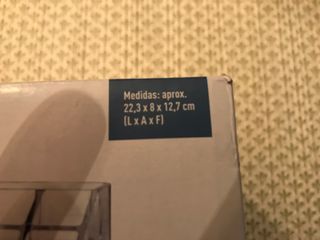 Medidas: aprox.
22,3 x 8 x 12,7 cm
(L x A x F)